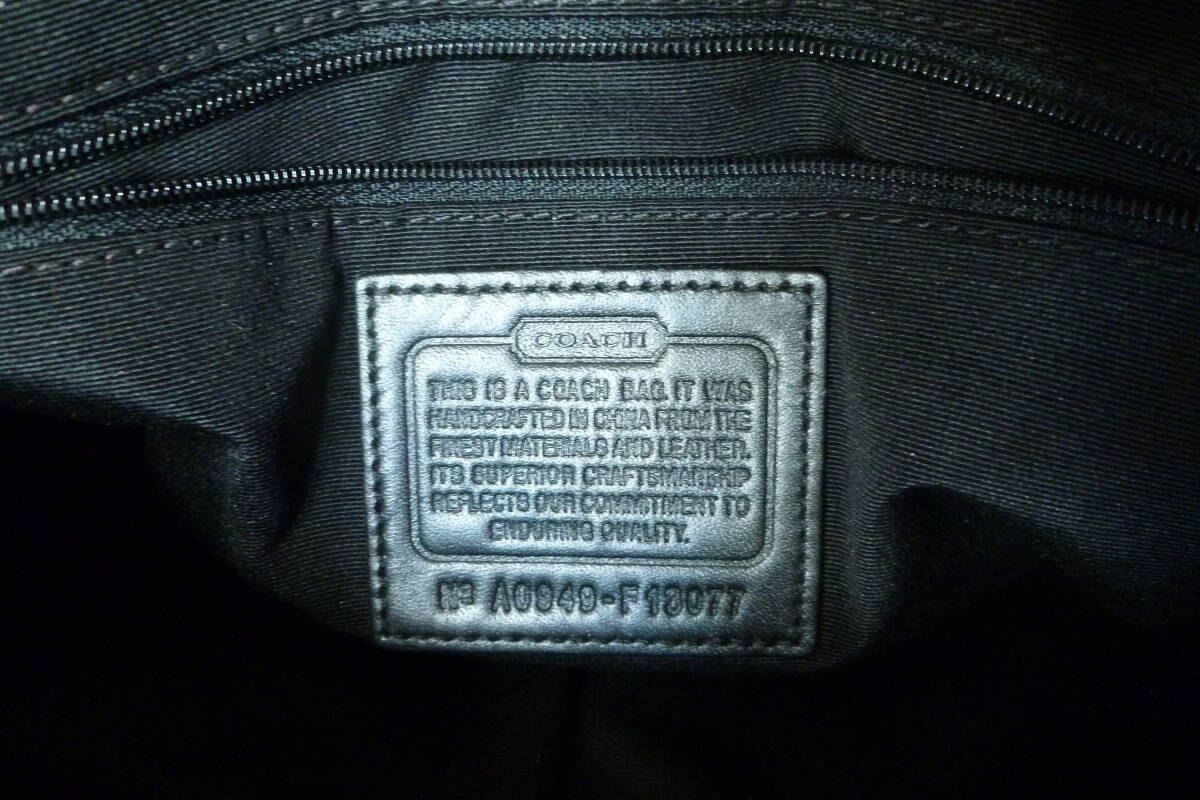 COACH
THIS IS A COACH BAG. IT WAS
HANDCRAFTED IN CHINA FROM THE
FINEST MATERIALS AND LEATHER.
ITS SUPERIOR CRAFTSMANSHIP
REFLECTS OUR COMMITMENT TO
ENDURING QUALITY.
Nº A0949-F13077